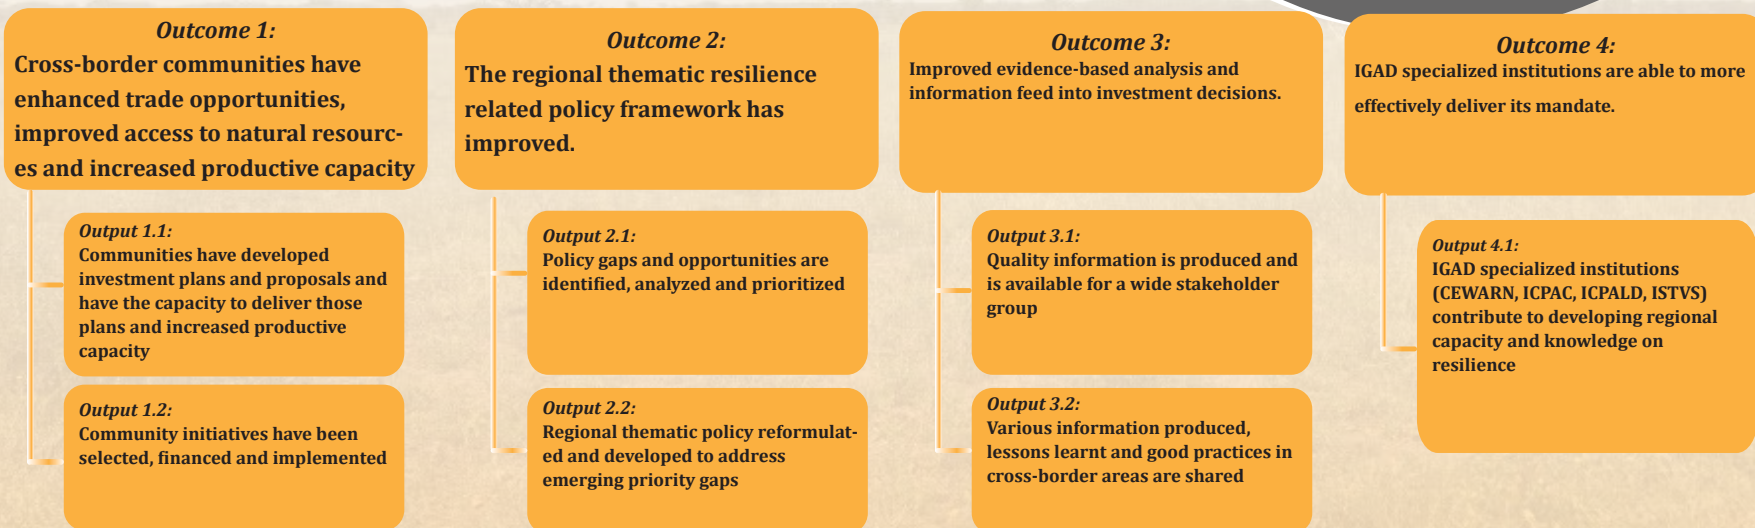 Outcome 1:
Cross-border communities have
enhanced trade opportunities,
improved access to natural resourc-
es and increased productive capacity
Output 1.1:
Communities have developed
investment plans and proposals and
have the capacity to deliver those
plans and increased productive
capacity
Output 1.2:
Community initiatives have been
selected, financed and implemented
Outcome 2:
The regional thematic resilience
related policy framework has
improved.
Output 2.1:
Policy gaps and opportunities are
identified, analyzed and prioritized
Output 2.2:
Regional thematic policy reformulat-
ed and developed to address
emerging priority gaps
Outcome 3:
Improved evidence-based analysis and
information feed into investment decisions.
Output 3.1:
Quality information is produced and
is available for a wide stakeholder
group
Output 3.2:
Various information produced,
lessons learnt and good practices in
cross-border areas are shared
Outcome 4:
IGAD specialized institutions are able to more
effectively deliver its mandate.
Output 4.1:
IGAD specialized institutions
(CEWARN, ICPAC, ICPALD, ISTVS)
contribute to developing regional
capacity and knowledge on
resilience